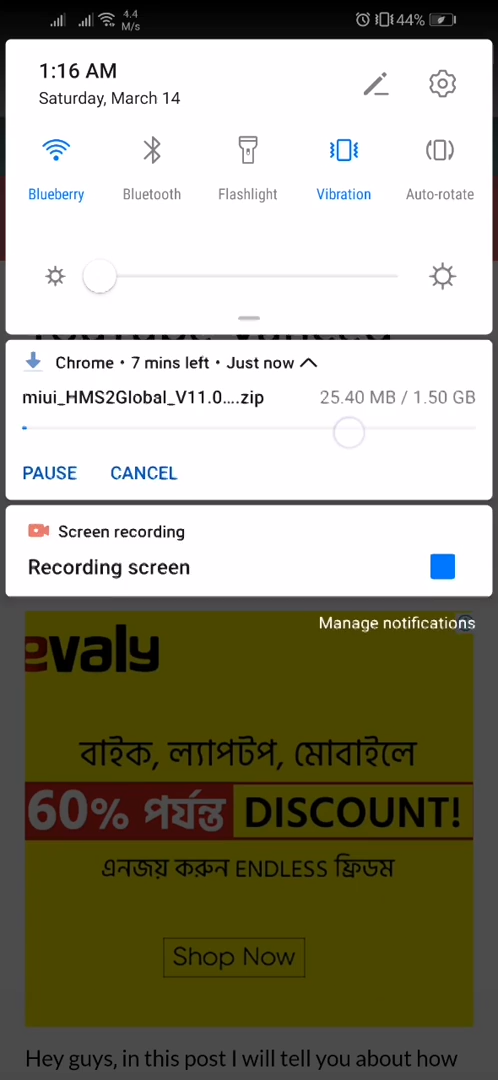 4.4
M/s
44%
1:16 AM
Saturday, March 14
Blueberry
Bluetooth
Flashlight
Vibration
Auto-rotate
Chrome • 7 mins left • Just now
miui_HMS2Global_V11.0....zip
25.40 MB / 1.50 GB
PAUSE
CANCEL
Screen recording
Recording screen
Manage notifications
evaly
বাইক, ল্যাপটপ, মোবাইলে
60% পর্যন্ত DISCOUNT!
এনজয় করুন ENDLESS ফ্রিডম
Shop Now
Hey guys, in this post I will tell you about how